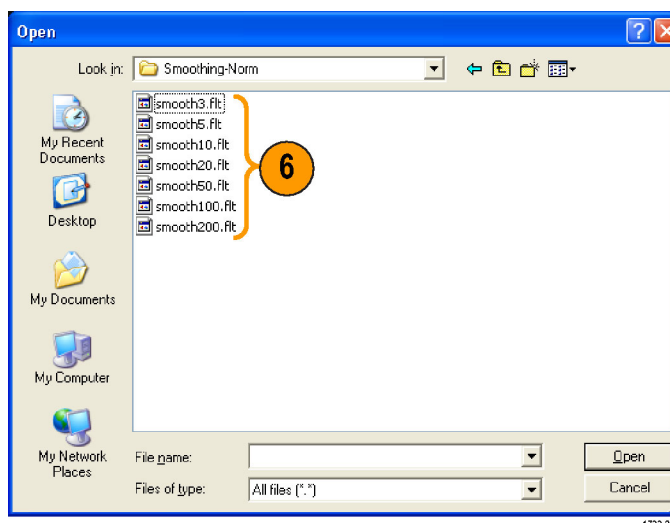 Open
Look in: Smoothing-Norm
My Recent Documents
Desktop
My Documents
My Computer
My Network Places
smooth3.flt
smooth5.flt
smooth10.flt
smooth20.flt
smooth50.flt
smooth100.flt
smooth200.flt
6
File name:
Open
Files of type: All files (*.*)
Cancel